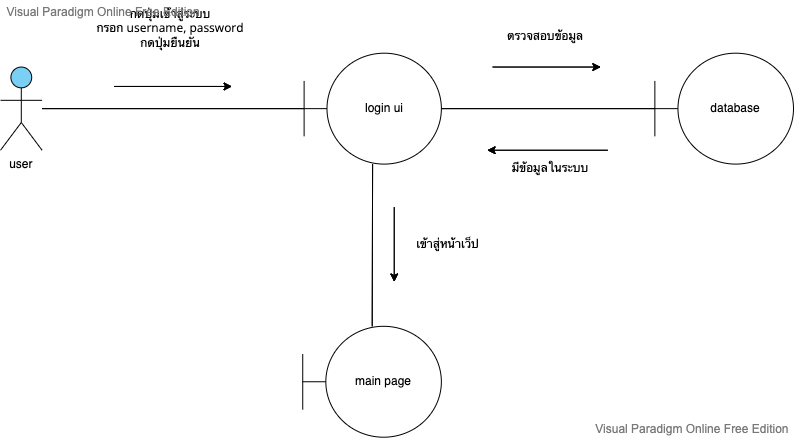 Visual Paradigm Online Free Edition
กดปุ่มเข้าสู่ระบบ
กรอก username, password
กดปุ่มยืนยัน
ตรวจสอบข้อมูล
login ui
database
user
มีข้อมูลในระบบ
เข้าสู่หน้าเว็ป
main page
Visual Paradigm Online Free Edition